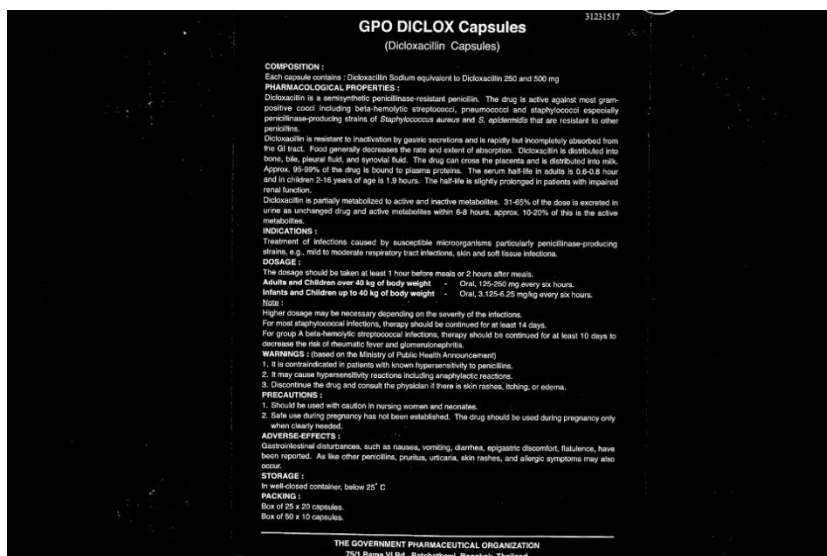 31231517
GPO DICLOX Capsules
(Dicloxacillin Capsules)
COMPOSITION :
Each capsule contains : Dicloxacillin Sodium equivalent to Dicloxacillin 250 and 500 mg
PHARMACOLOGICAL PROPERTIES :
Dicloxacillin is a semisynthetic penicillinase-resistant penicillin. The drug is active against most gram-
positive cocci including beta-hemolytic streptococci, pneumococci and staphylococci especially
penicillinase-producing strains of Staphylococcus aureus and S. epidermidis that are resistant to other
penicillins.
Dicloxacillin is resistant to inactivation by gastric secretions and is rapidly but incompletely absorbed from
the GI tract. Food generally decreases the rate and extent of absorption. Dicloxacillin is distributed into
bone, bile, pleural fluid, and synovial fluid. The drug can cross the placenta and is distributed into milk.
Approx. 95-99% of the drug is bound to plasma proteins. The serum half-life in adults is 0.6-0.8 hour
and in children 2-16 years of age is 1.9 hours. The half-life is slightly prolonged in patients with impaired
renal function.
Dicloxacillin is partially metabolized to active and inactive metabolites. 31-65% of the dose is excreted in
urine as unchanged drug and active metabolites within 6-8 hours, approx. 10-20% of this is the active
metabolites.
INDICATIONS :
Treatment of infections caused by susceptible microorganisms particularly penicillinase-producing
strains, e.g., mild to moderate respiratory tract infections, skin and soft tissue infections.
DOSAGE :
The dosage should be taken at least 1 hour before meals or 2 hours after meals.
Adults and Children over 40 kg of body weight - Oral, 125-250 mg every six hours.
Infants and Children up to 40 kg of body weight - Oral, 3.125-6.25 mg/kg every six hours.
Note :
Higher dosage may be necessary depending on the severity of the infections.
For most staphylococcal infections, therapy should be continued for at least 14 days.
For group A beta-hemolytic streptococcal infections, therapy should be continued for at least 10 days to
decrease the risk of rheumatic fever and glomerulonephritis.
WARNINGS : (based on the Ministry of Public Health Announcement)
1. It is contraindicated in patients with known hypersensitivity to penicillins.
2. It may cause hypersensitivity reactions including anaphylactic reactions.
3. Discontinue the drug and consult the physician if there is skin rashes, itching, or edema.
PRECAUTIONS :
1. Should be used with caution in nursing women and neonates.
2. Safe use during pregnancy has not been established. The drug should be used during pregnancy only
when clearly needed.
ADVERSE-EFFECTS :
Gastrointestinal disturbances, such as nausea, vomiting, diarrhea, epigastric discomfort, flatulence, have
been reported. As like other penicillins, pruritus, urticaria, skin rashes, and allergic symptoms may also
occur.
STORAGE :
In well-closed container, below 25° C
PACKING :
Box of 25 x 20 capsules.
Box of 50 x 10 capsules.
THE GOVERNMENT PHARMACEUTICAL ORGANIZATION
75/1 Rama VI Rd., Ratchathewi, Bangkok, Thailand